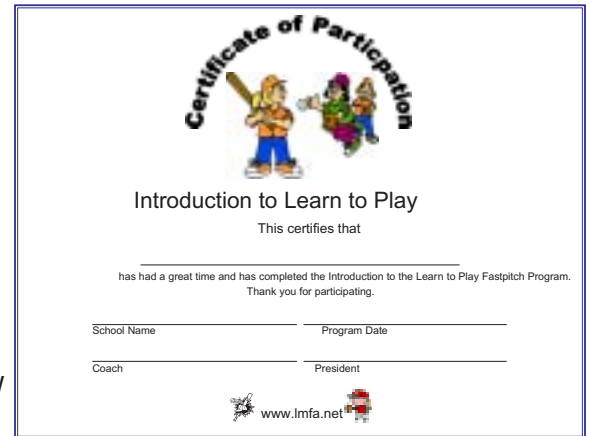 Certificate of Particpation
Introduction to Learn to Play
This certifies that
has had a great time and has completed the Introduction to the Learn to Play Fastpitch Program.
Thank you for participating.
School Name Program Date
Coach President
www.lmfa.net